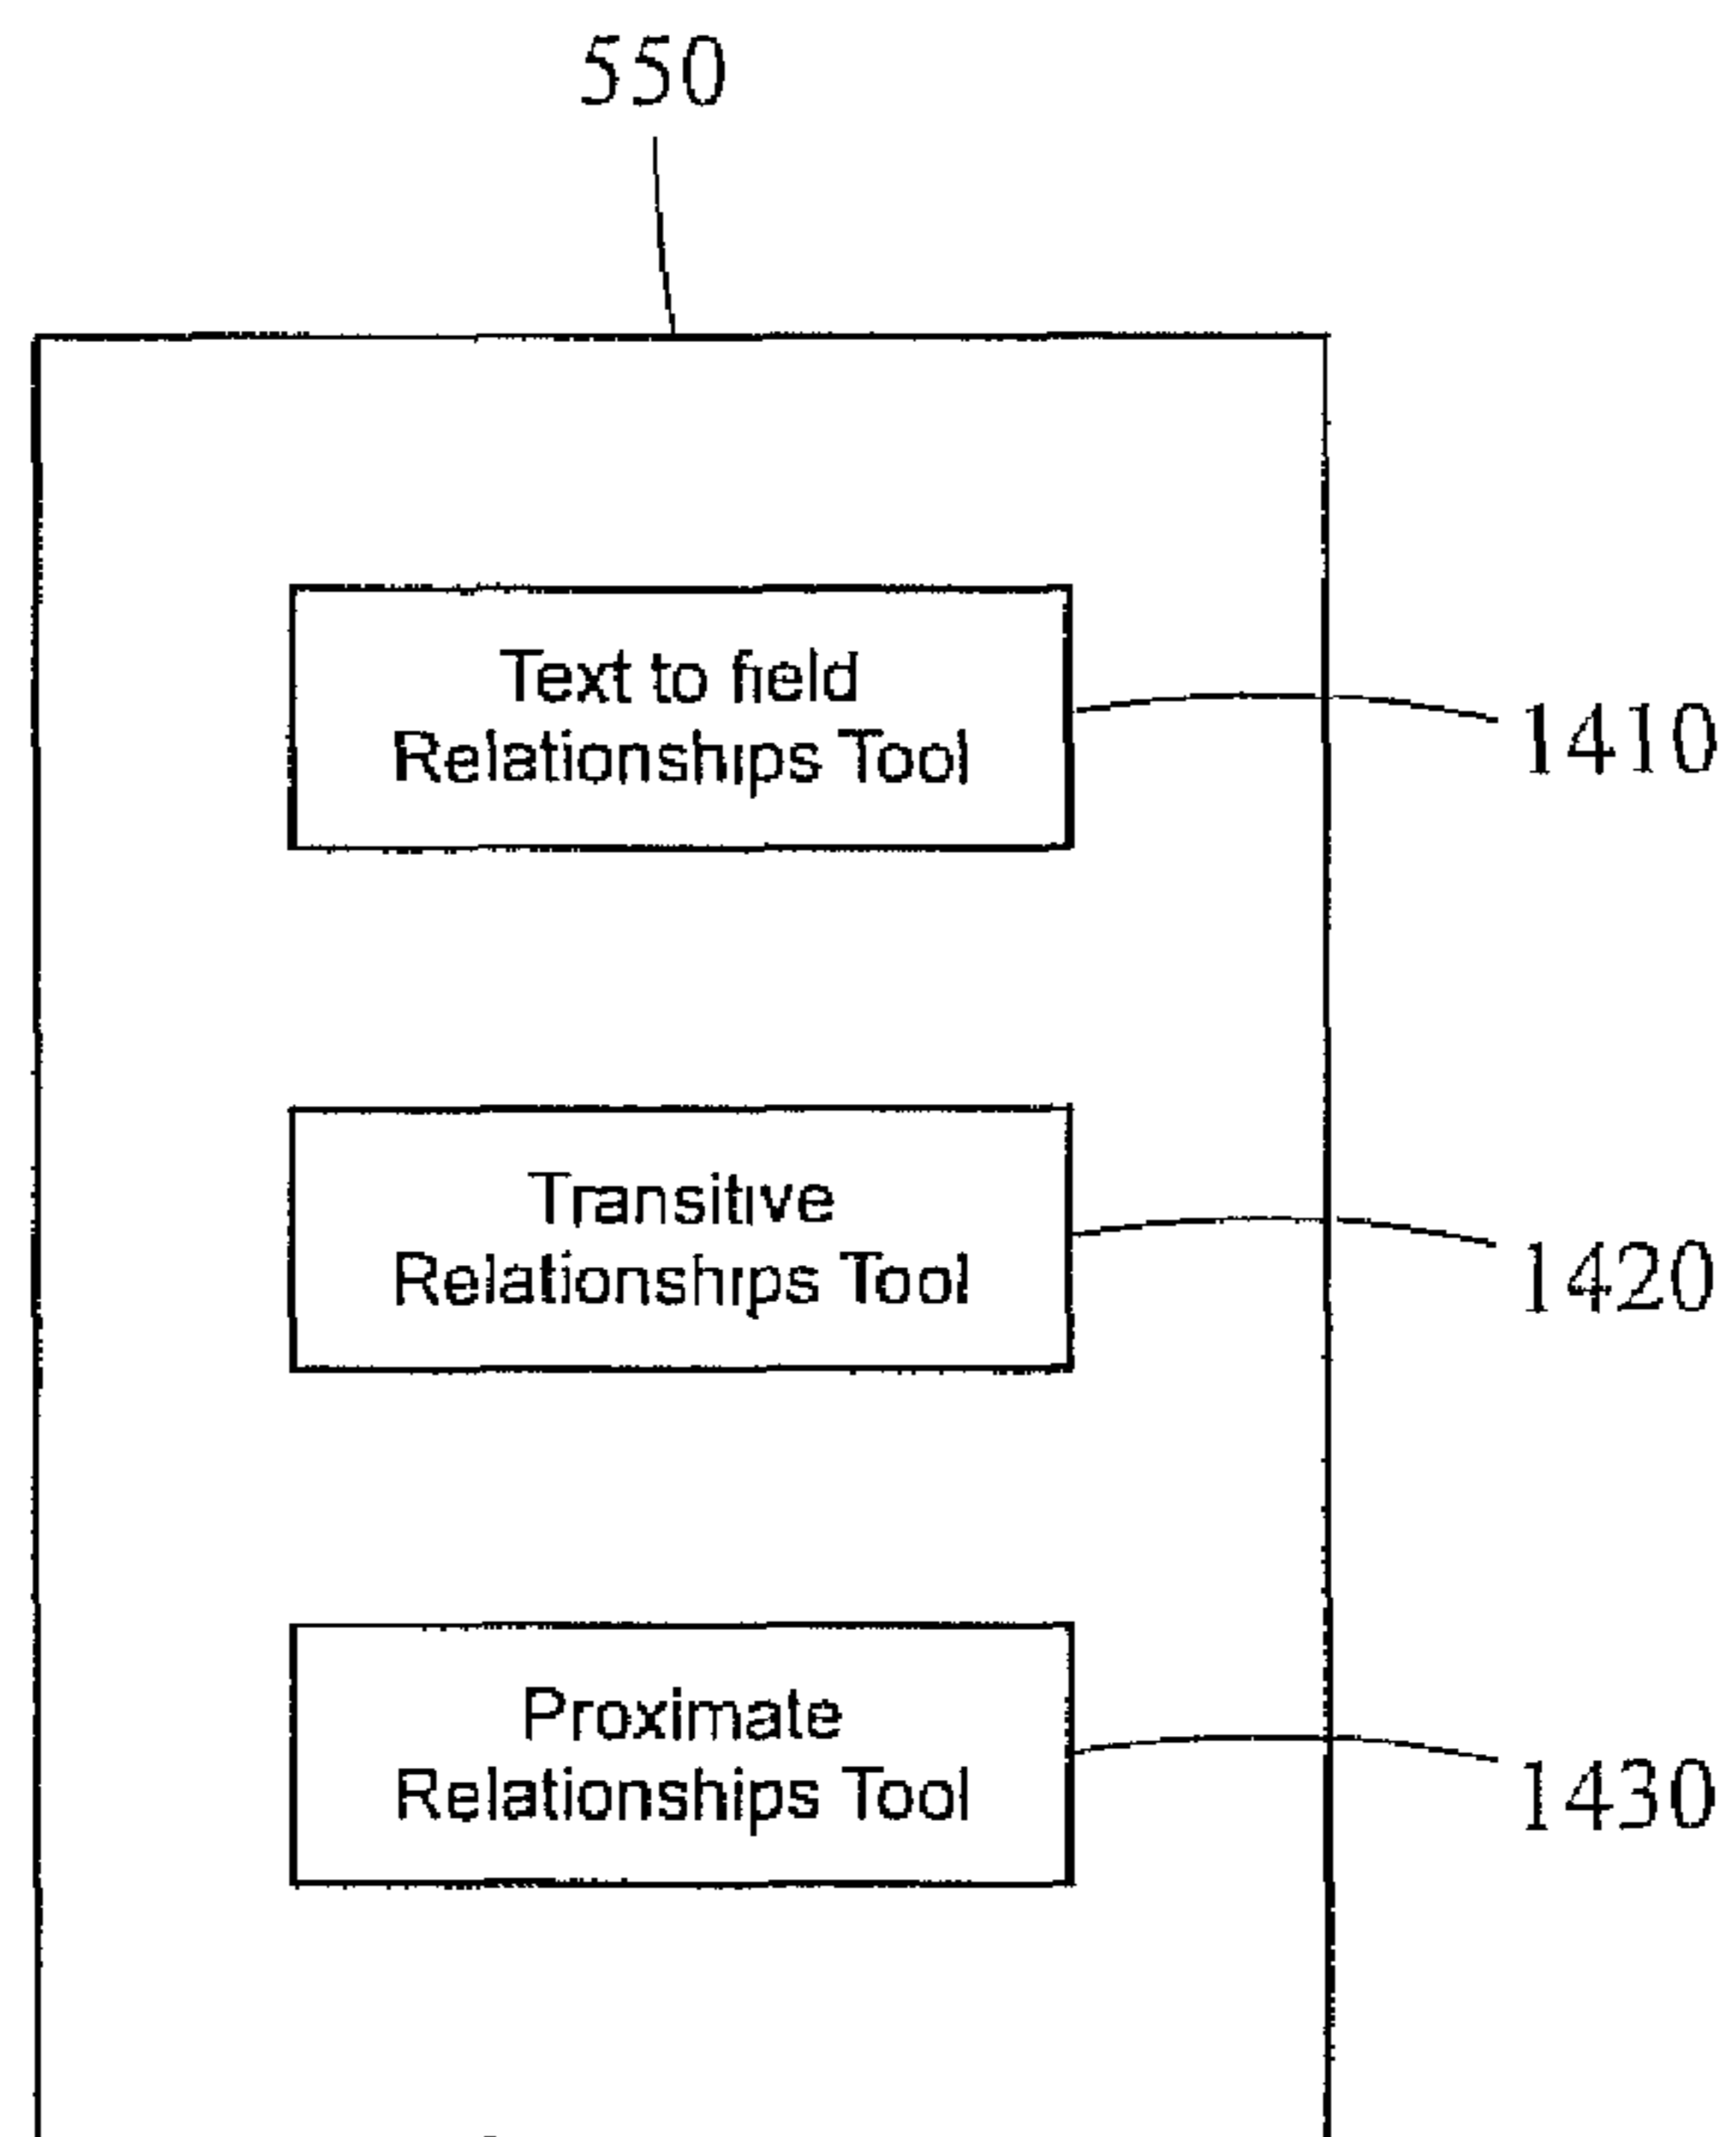 550
Text to field
Relationships Tool
1410
Transitive
Relationships Tool
1420
Proximate
Relationships Tool
1430